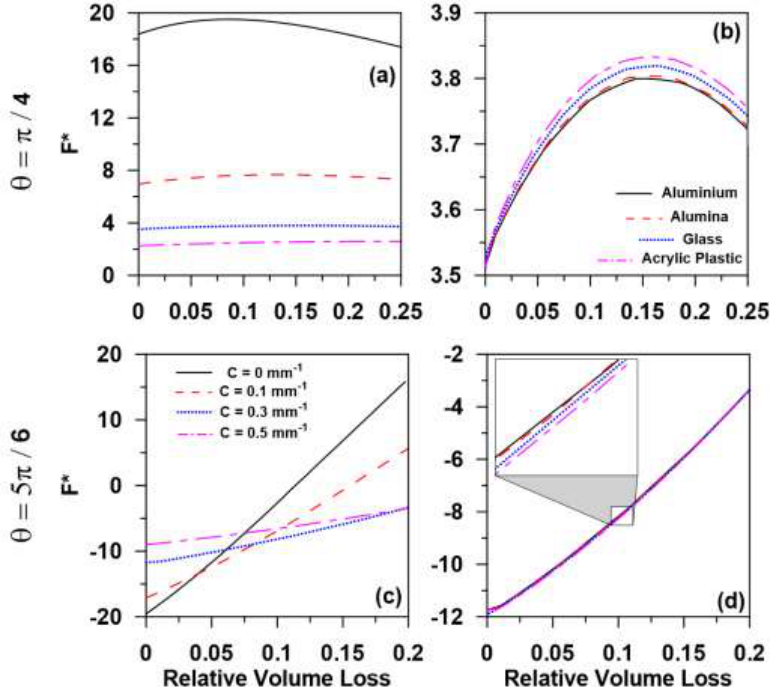 20
16
12
8
4
0
F*
θ = π / 4
(a)
0 0.05 0.1 0.15 0.2 0.25
3.9
3.8
3.7
3.6
3.5
(b)
Aluminium
Alumina
Glass
Acrylic Plastic
0 0.05 0.1 0.15 0.2 0.25
20
10
0
-10
-20
F*
θ = 5π / 6
C = 0 mm⁻¹
C = 0.1 mm⁻¹
C = 0.3 mm⁻¹
C = 0.5 mm⁻¹
(c)
0 0.05 0.1 0.15 0.2
Relative Volume Loss
-2
-4
-6
-8
-10
-12
(d)
0 0.05 0.1 0.15 0.2
Relative Volume Loss